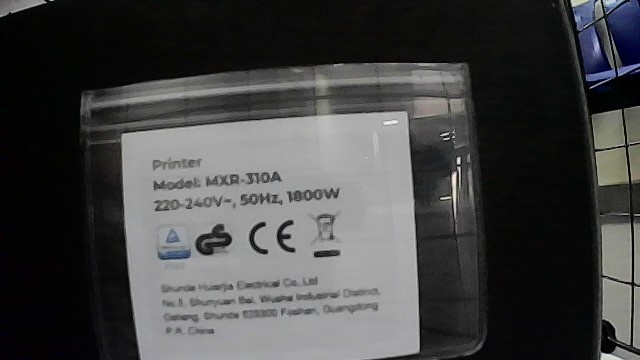 Printer
Model: MXR-310A
220-240V~, 50Hz, 1800W
CE
Shunde Huanjia Electrical Co., Ltd
No.5, Shunyuan Bei, Wusha Industrial District,
Daliang, Shunde 528300 Foshan, Guangdong
P.R. China